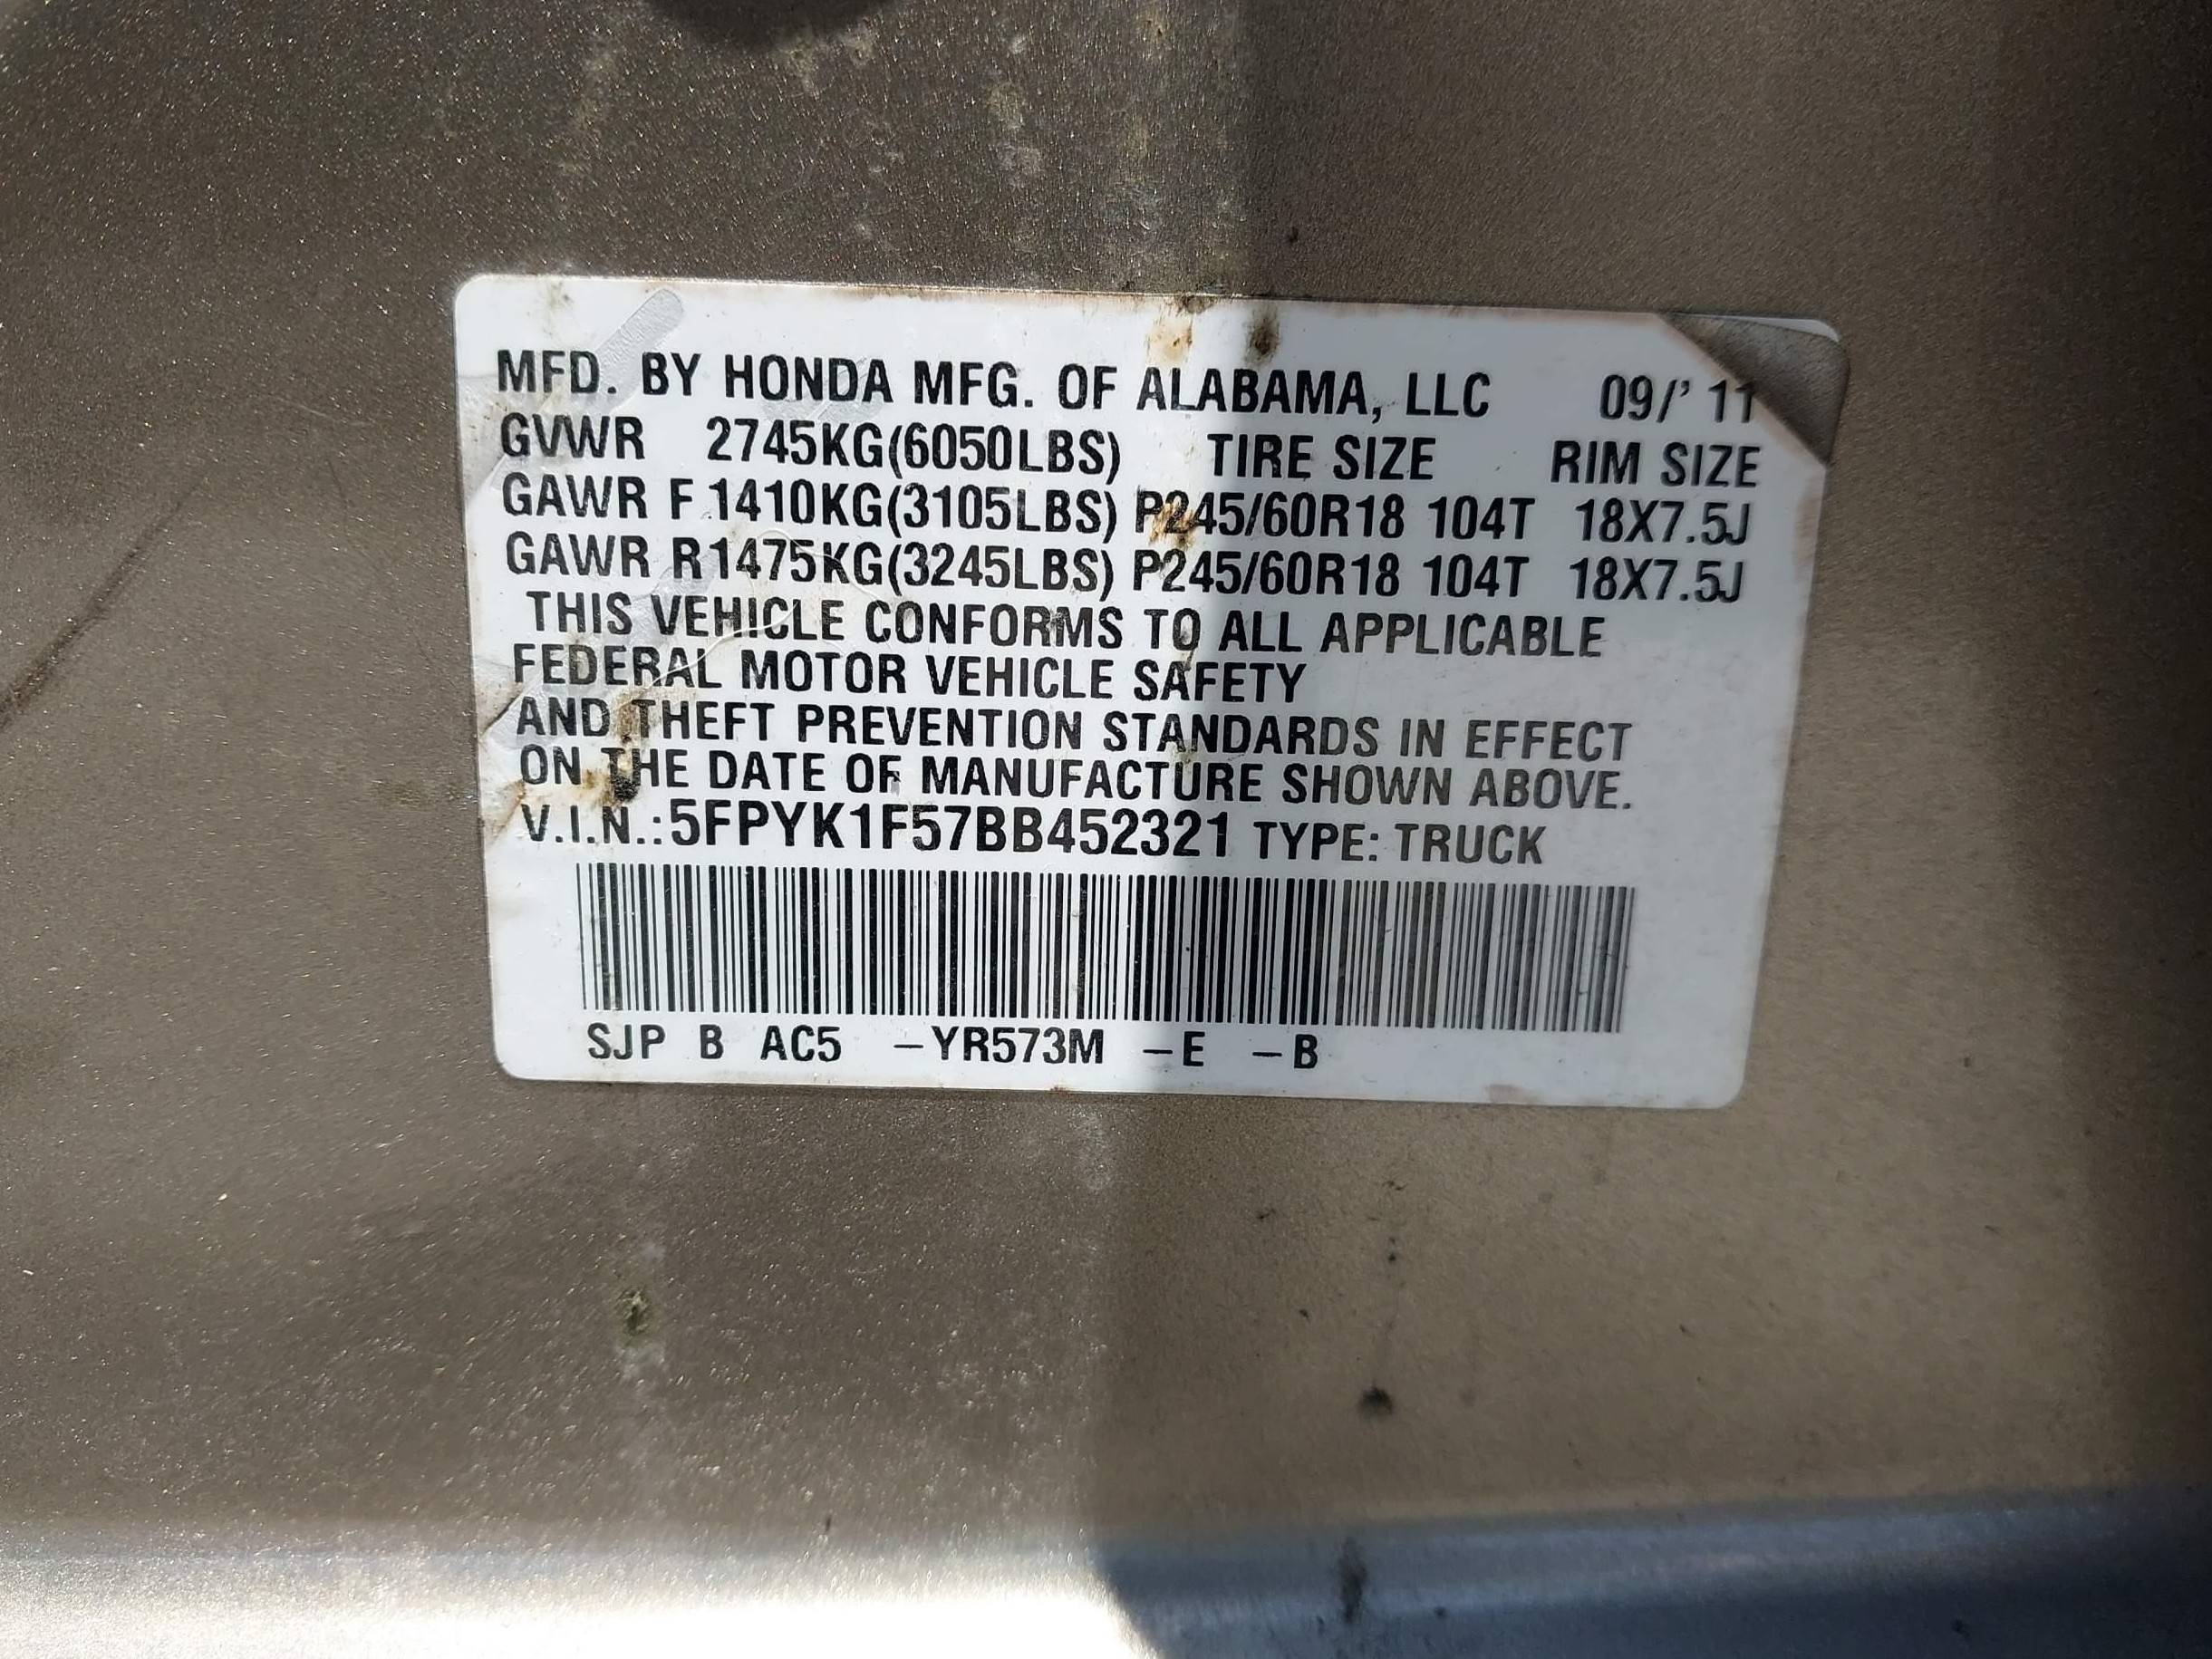 MFD. BY HONDA MFG. OF ALABAMA, LLC 09/' 11
GVWR 2745KG(6050LBS) TIRE SIZE RIM SIZE
GAWR F 1410KG(3105LBS) P245/60R18 104T 18X7.5J
GAWR R1475KG(3245LBS) P245/60R18 104T 18X7.5J
THIS VEHICLE CONFORMS TO ALL APPLICABLE
FEDERAL MOTOR VEHICLE SAFETY
AND THEFT PREVENTION STANDARDS IN EFFECT
ON THE DATE OF MANUFACTURE SHOWN ABOVE.
V.I.N.:5FPYK1F57BB452321 TYPE: TRUCK
SJP B AC5 -YR573M -E -B